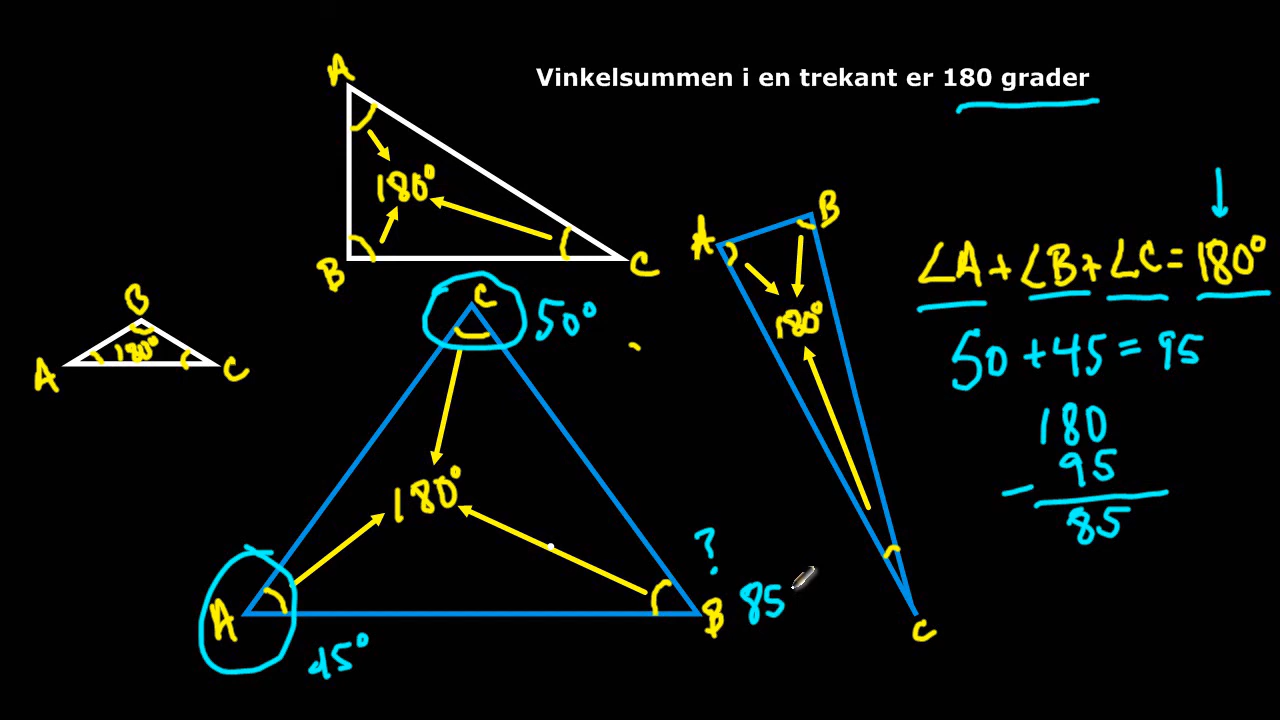 Vinkelsummen i en trekant er 180 grader
A
180°
B
C
A
B
180°
C
∠A+∠B+∠C=180°
B
180°
A
C
C
50°
180°
A
45°
?
B
85
50+45=95
180
-95
85